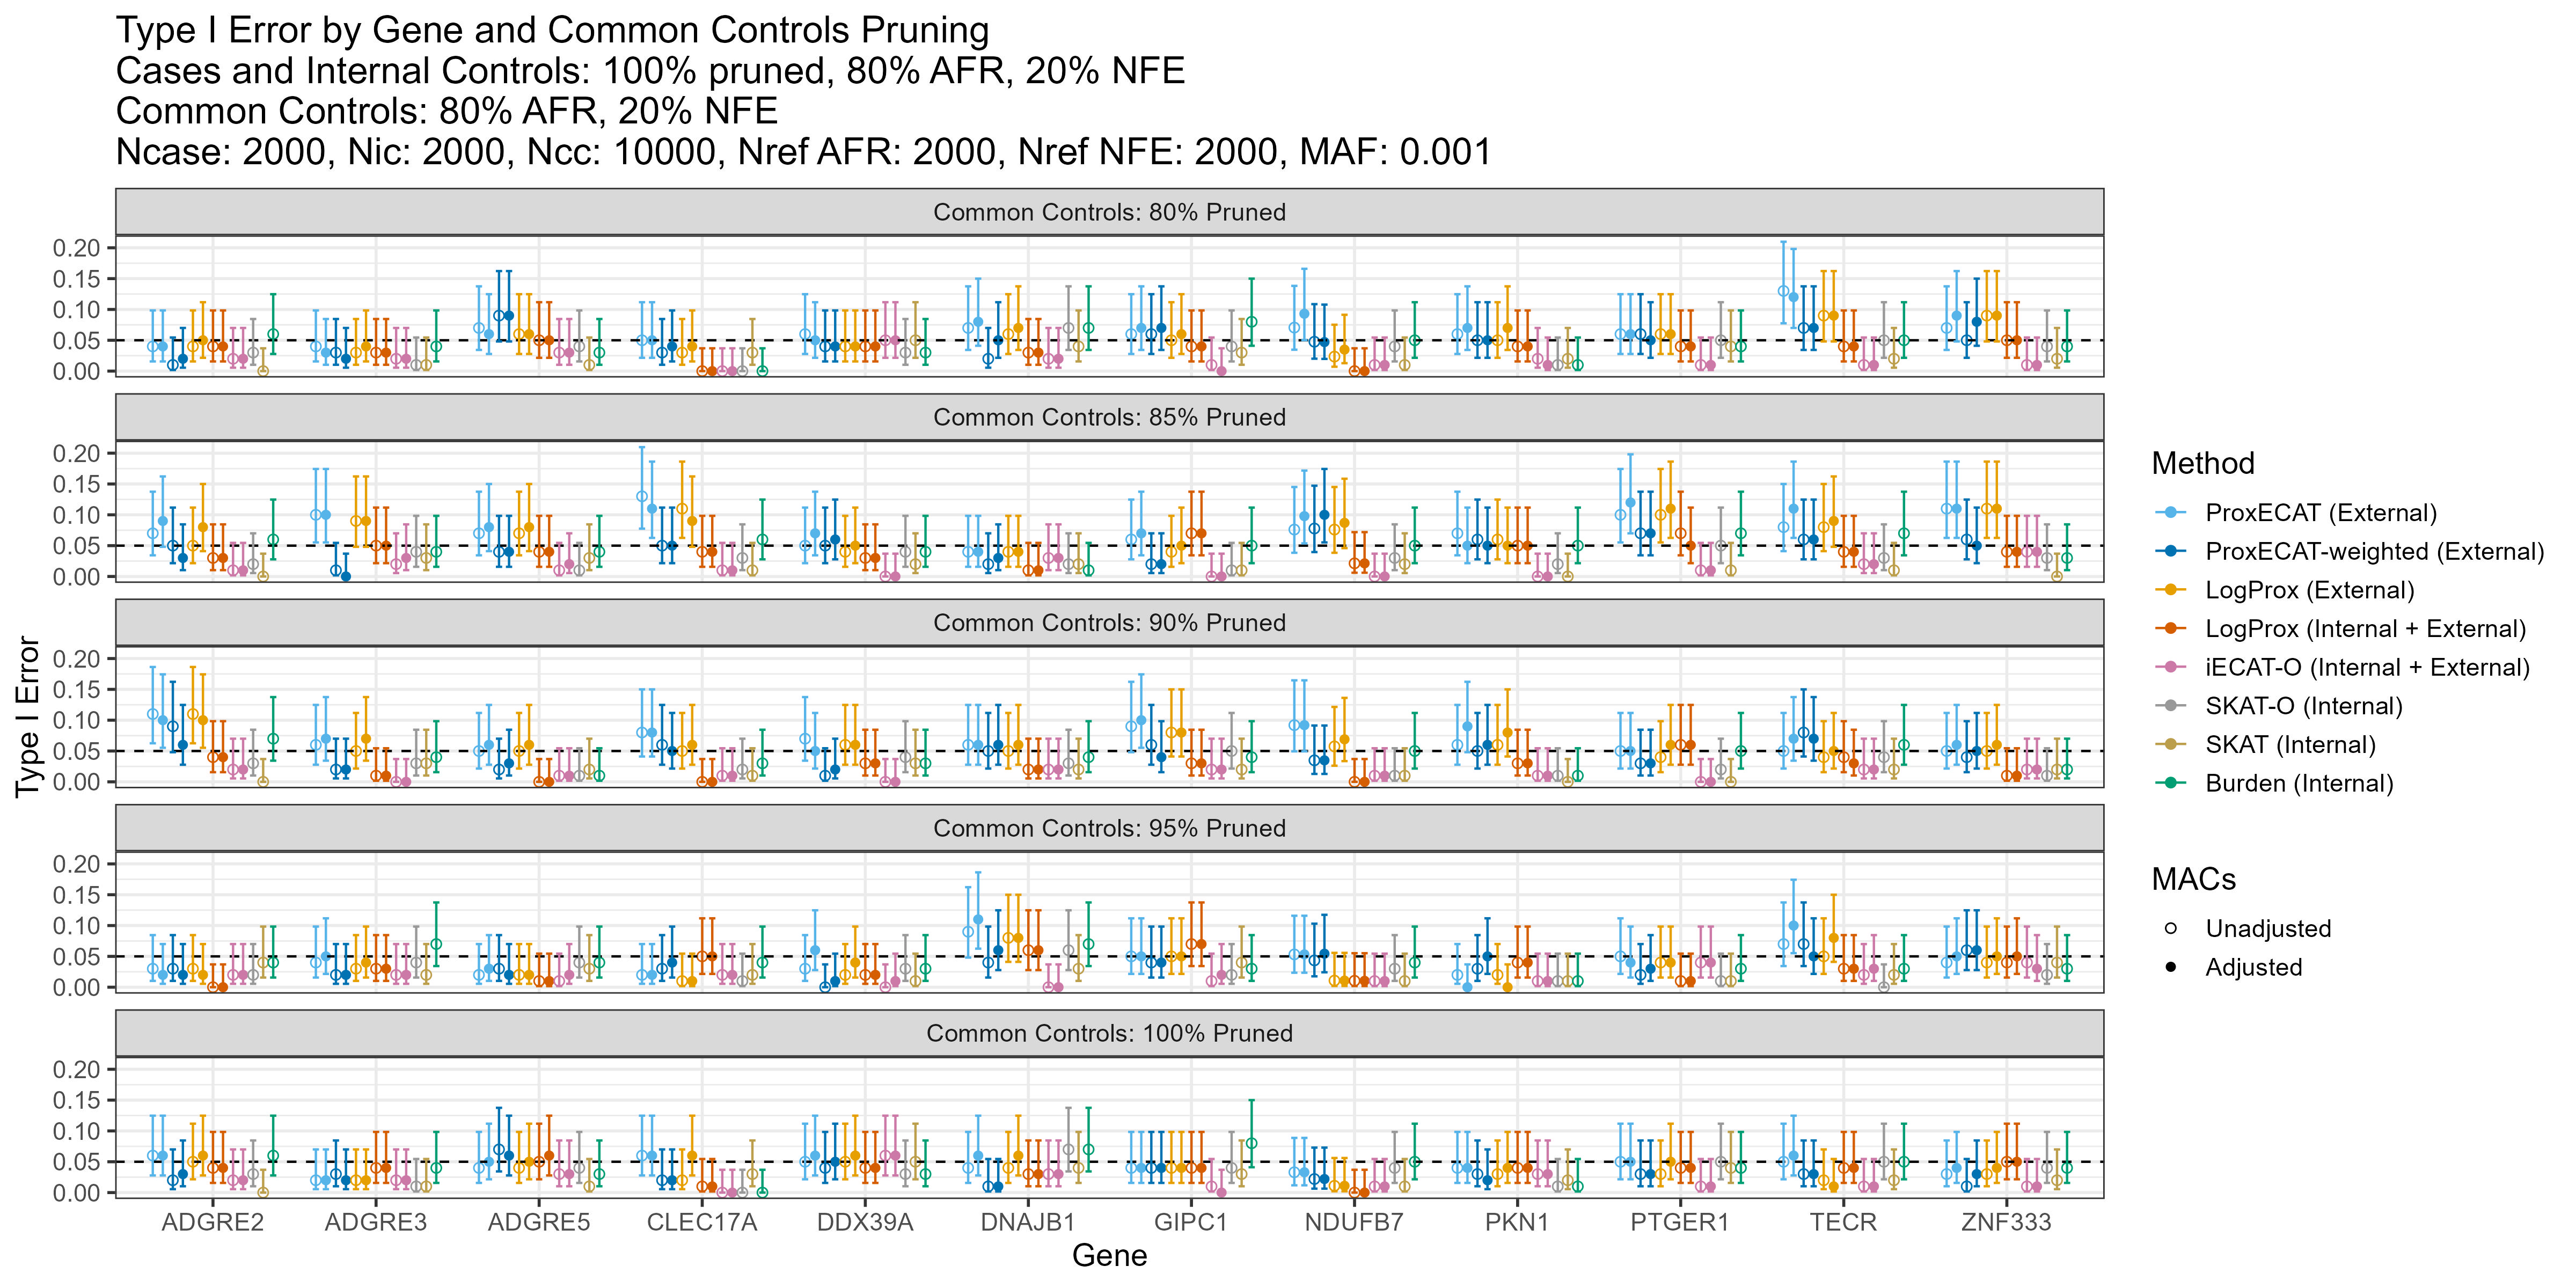 Type I Error by Gene and Common Controls Pruning
Cases and Internal Controls: 100% pruned, 80% AFR, 20% NFE
Common Controls: 80% AFR, 20% NFE
Ncase: 2000, Nic: 2000, Ncc: 10000, Nref AFR: 2000, Nref NFE: 2000, MAF: 0.001
Type I Error
Common Controls: 80% Pruned
0.20
0.15
0.10
0.05
0.00
Common Controls: 85% Pruned
0.20
0.15
0.10
0.05
0.00
Common Controls: 90% Pruned
0.20
0.15
0.10
0.05
0.00
Common Controls: 95% Pruned
0.20
0.15
0.10
0.05
0.00
Common Controls: 100% Pruned
0.20
0.15
0.10
0.05
0.00
ADGRE2 ADGRE3 ADGRE5 CLEC17A DDX39A DNAJB1 GIPC1 NDUFB7 PKN1 PTGER1 TECR ZNF333
Gene
Method
ProxECAT (External)
ProxECAT-weighted (External)
LogProx (External)
LogProx (Internal + External)
iECAT-O (Internal + External)
SKAT-O (Internal)
SKAT (Internal)
Burden (Internal)
MACs
Unadjusted
Adjusted